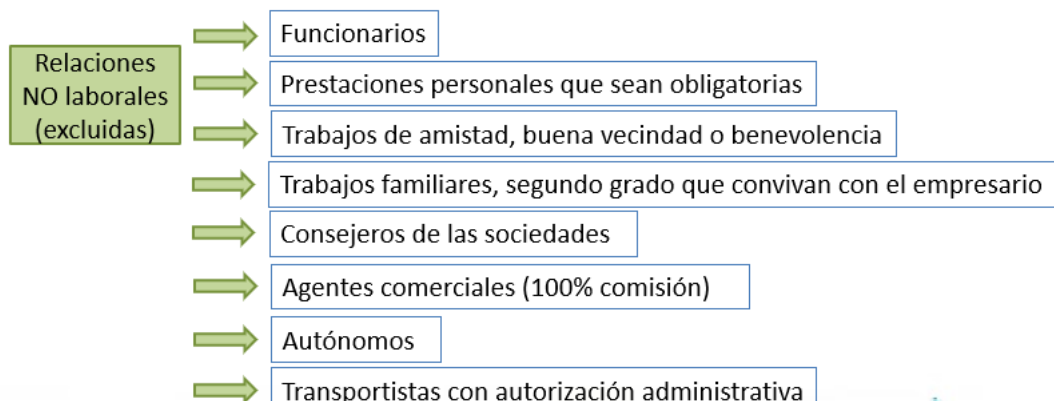 Relaciones
NO laborales
(excluidas)
Funcionarios
Prestaciones personales que sean obligatorias
Trabajos de amistad, buena vecindad o benevolencia
Trabajos familiares, segundo grado que convivan con el empresario
Consejeros de las sociedades
Agentes comerciales (100% comisión)
Autónomos
Transportistas con autorización administrativa